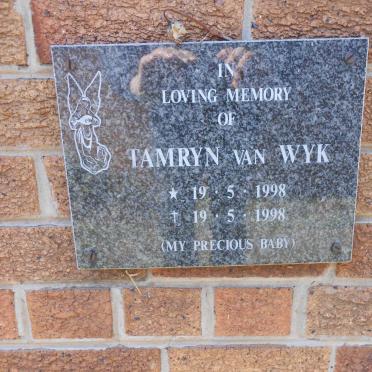 IN
LOVING MEMORY
OF
TAMRYN VAN WYK
★ 19 · 5 · 1998
† 19 · 5 · 1998
(MY PRECIOUS BABY)